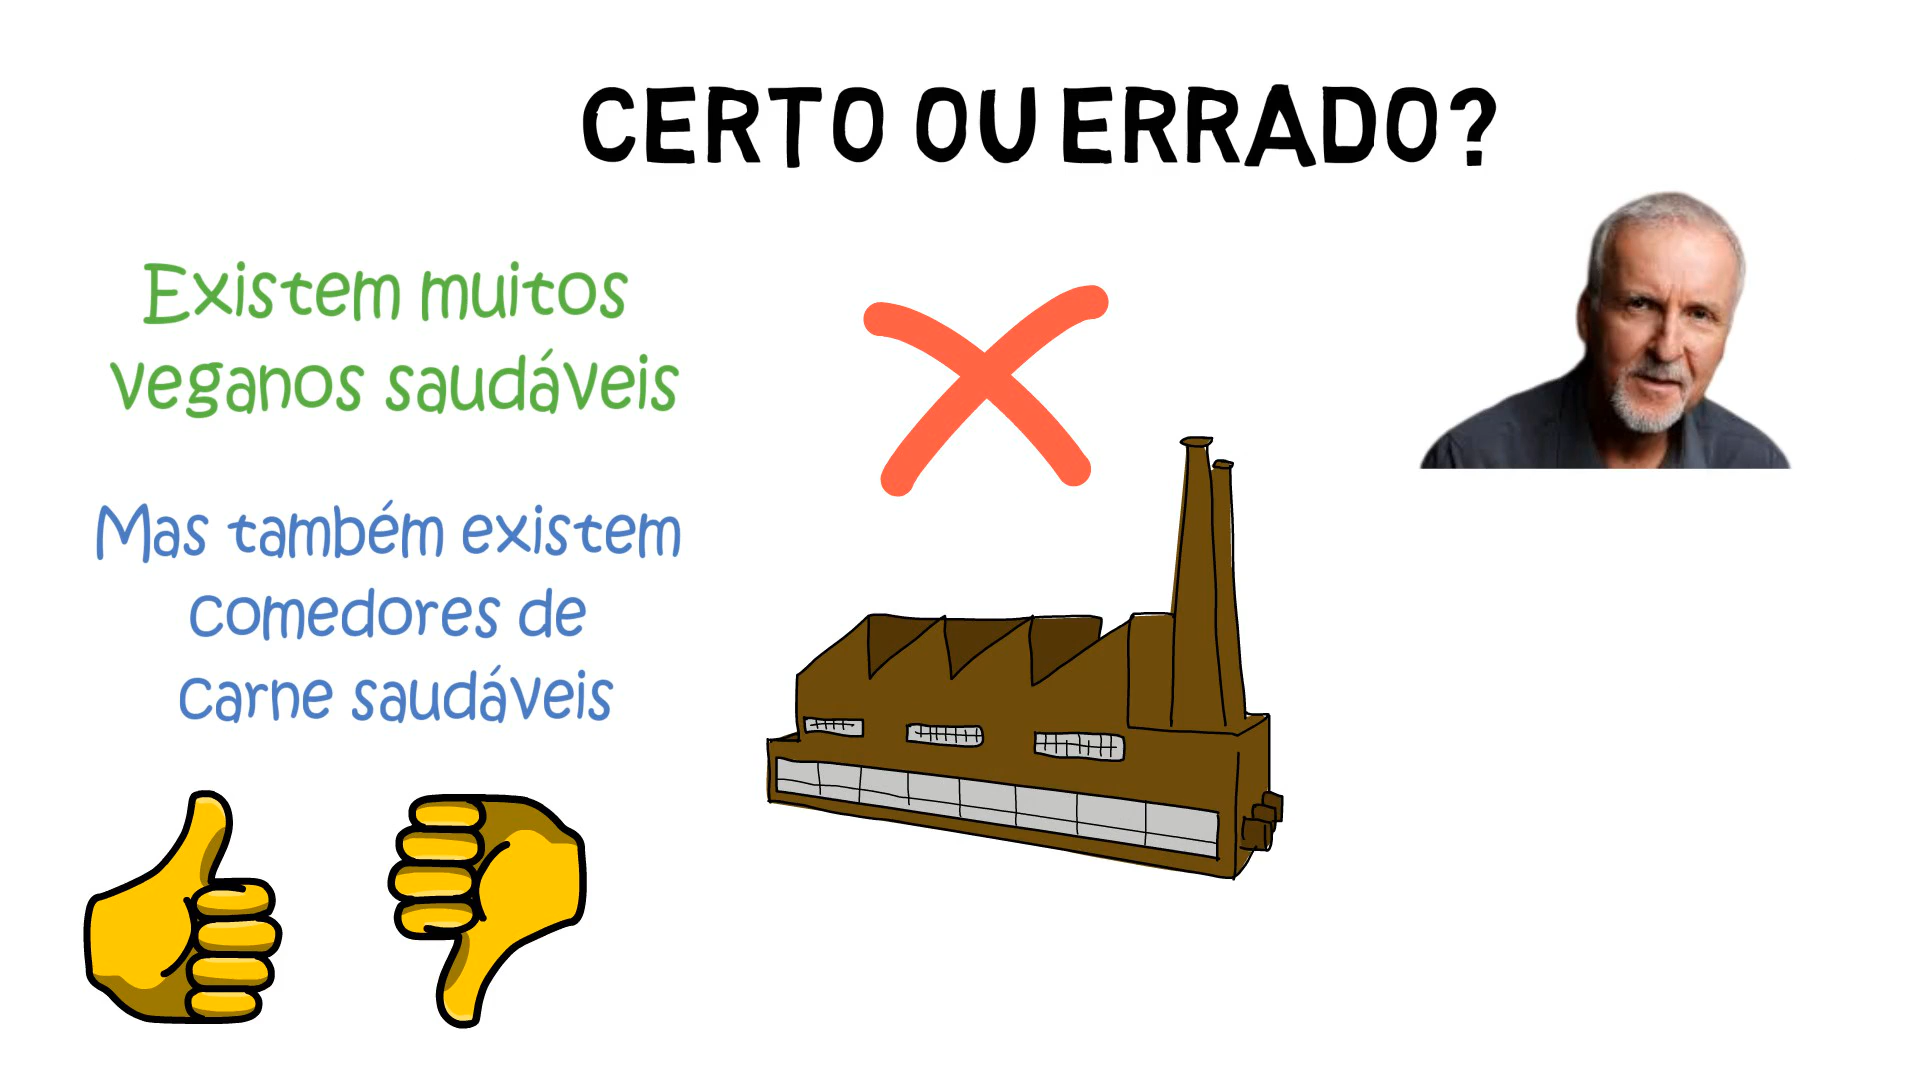 CERTO OU ERRADO?
Existem muitos
veganos saudáveis
Mas também existem
comedores de
carne saudáveis